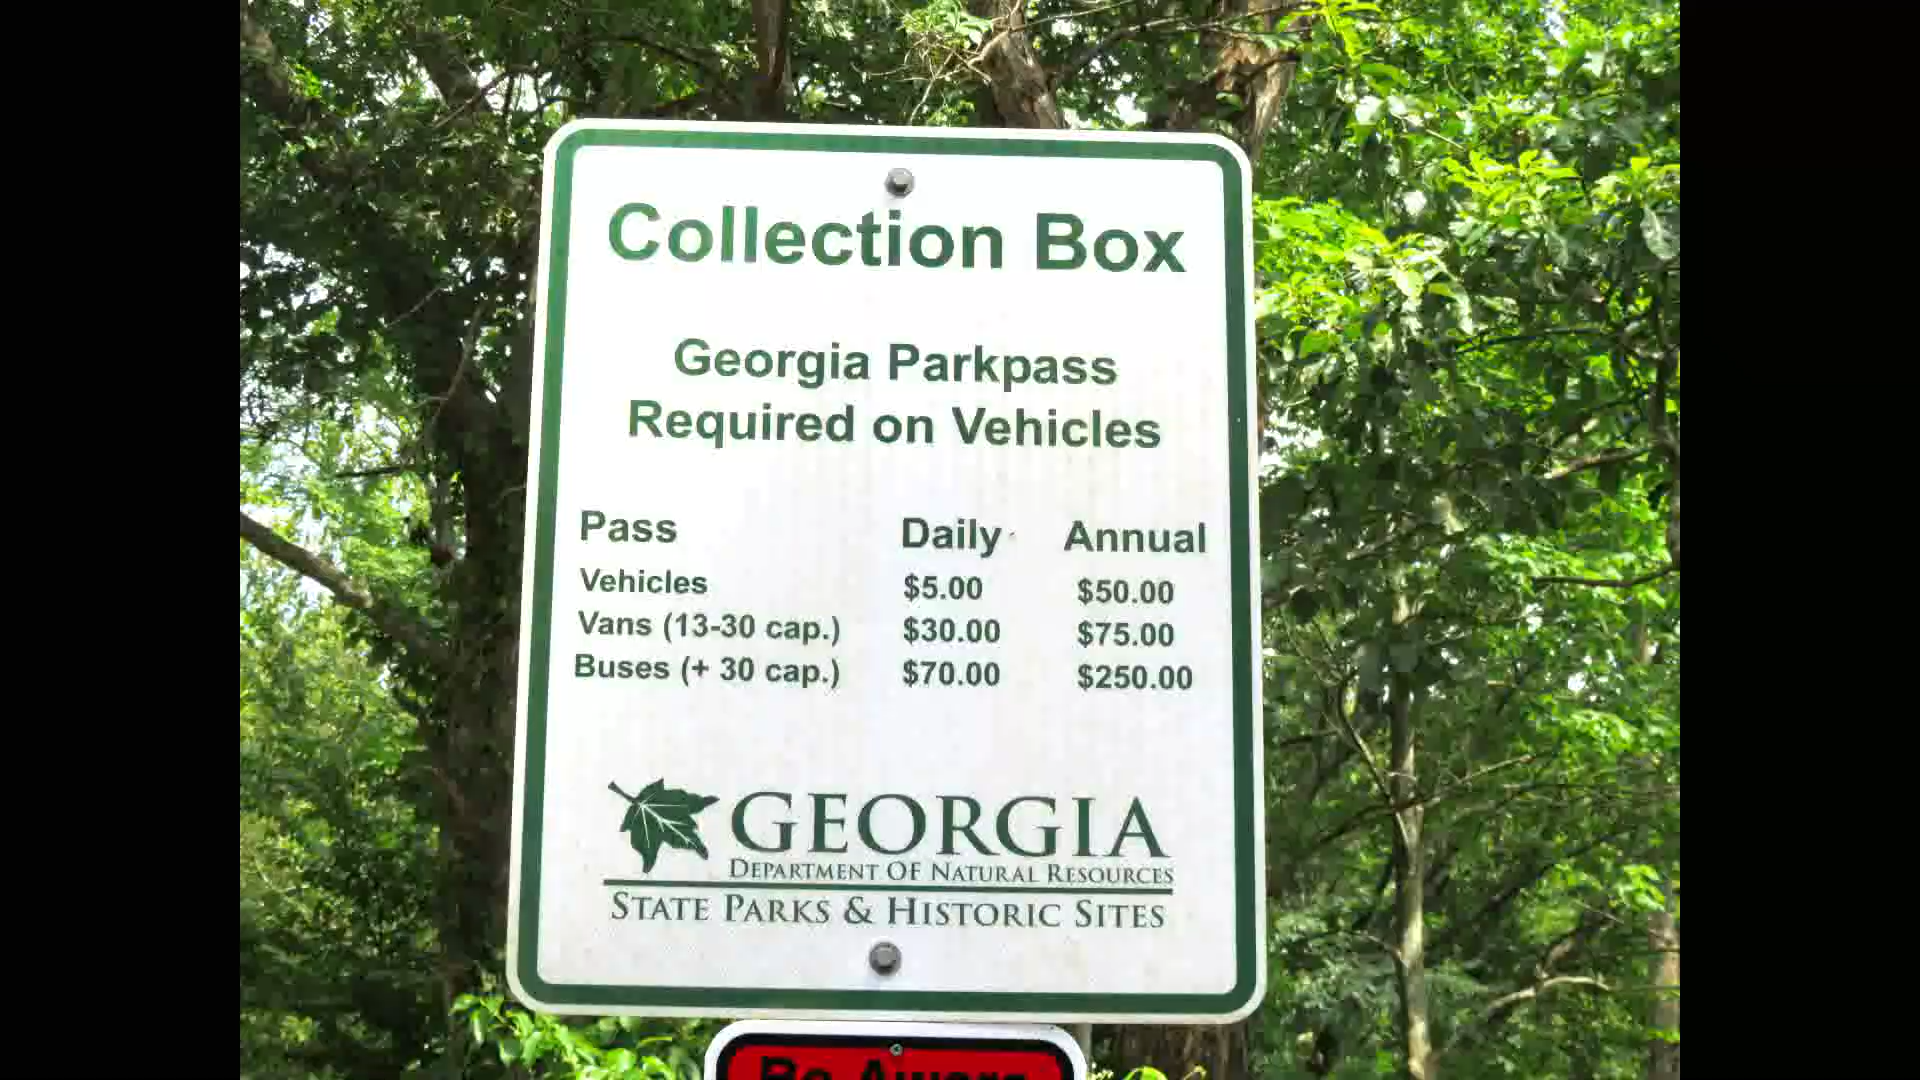 Collection Box
Georgia Parkpass
Required on Vehicles
Pass Daily Annual
Vehicles $5.00 $50.00
Vans (13-30 cap.) $30.00 $75.00
Buses (+ 30 cap.) $70.00 $250.00
GEORGIA
DEPARTMENT OF NATURAL RESOURCES
STATE PARKS & HISTORIC SITES
Be Aware